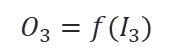 O₃ = f(I₃)